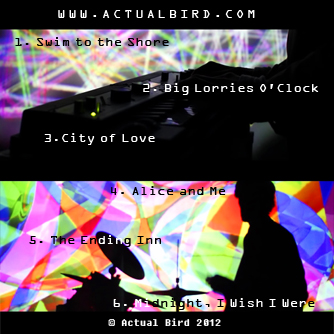 WWW.ACTUALBIRD.COM
1. Swim to the Shore
2. Big Lorries O'Clock
3.City of Love
4. Alice and Me
5. The Ending Inn
6. Midnight, I Wish I Were
© Actual Bird 2012